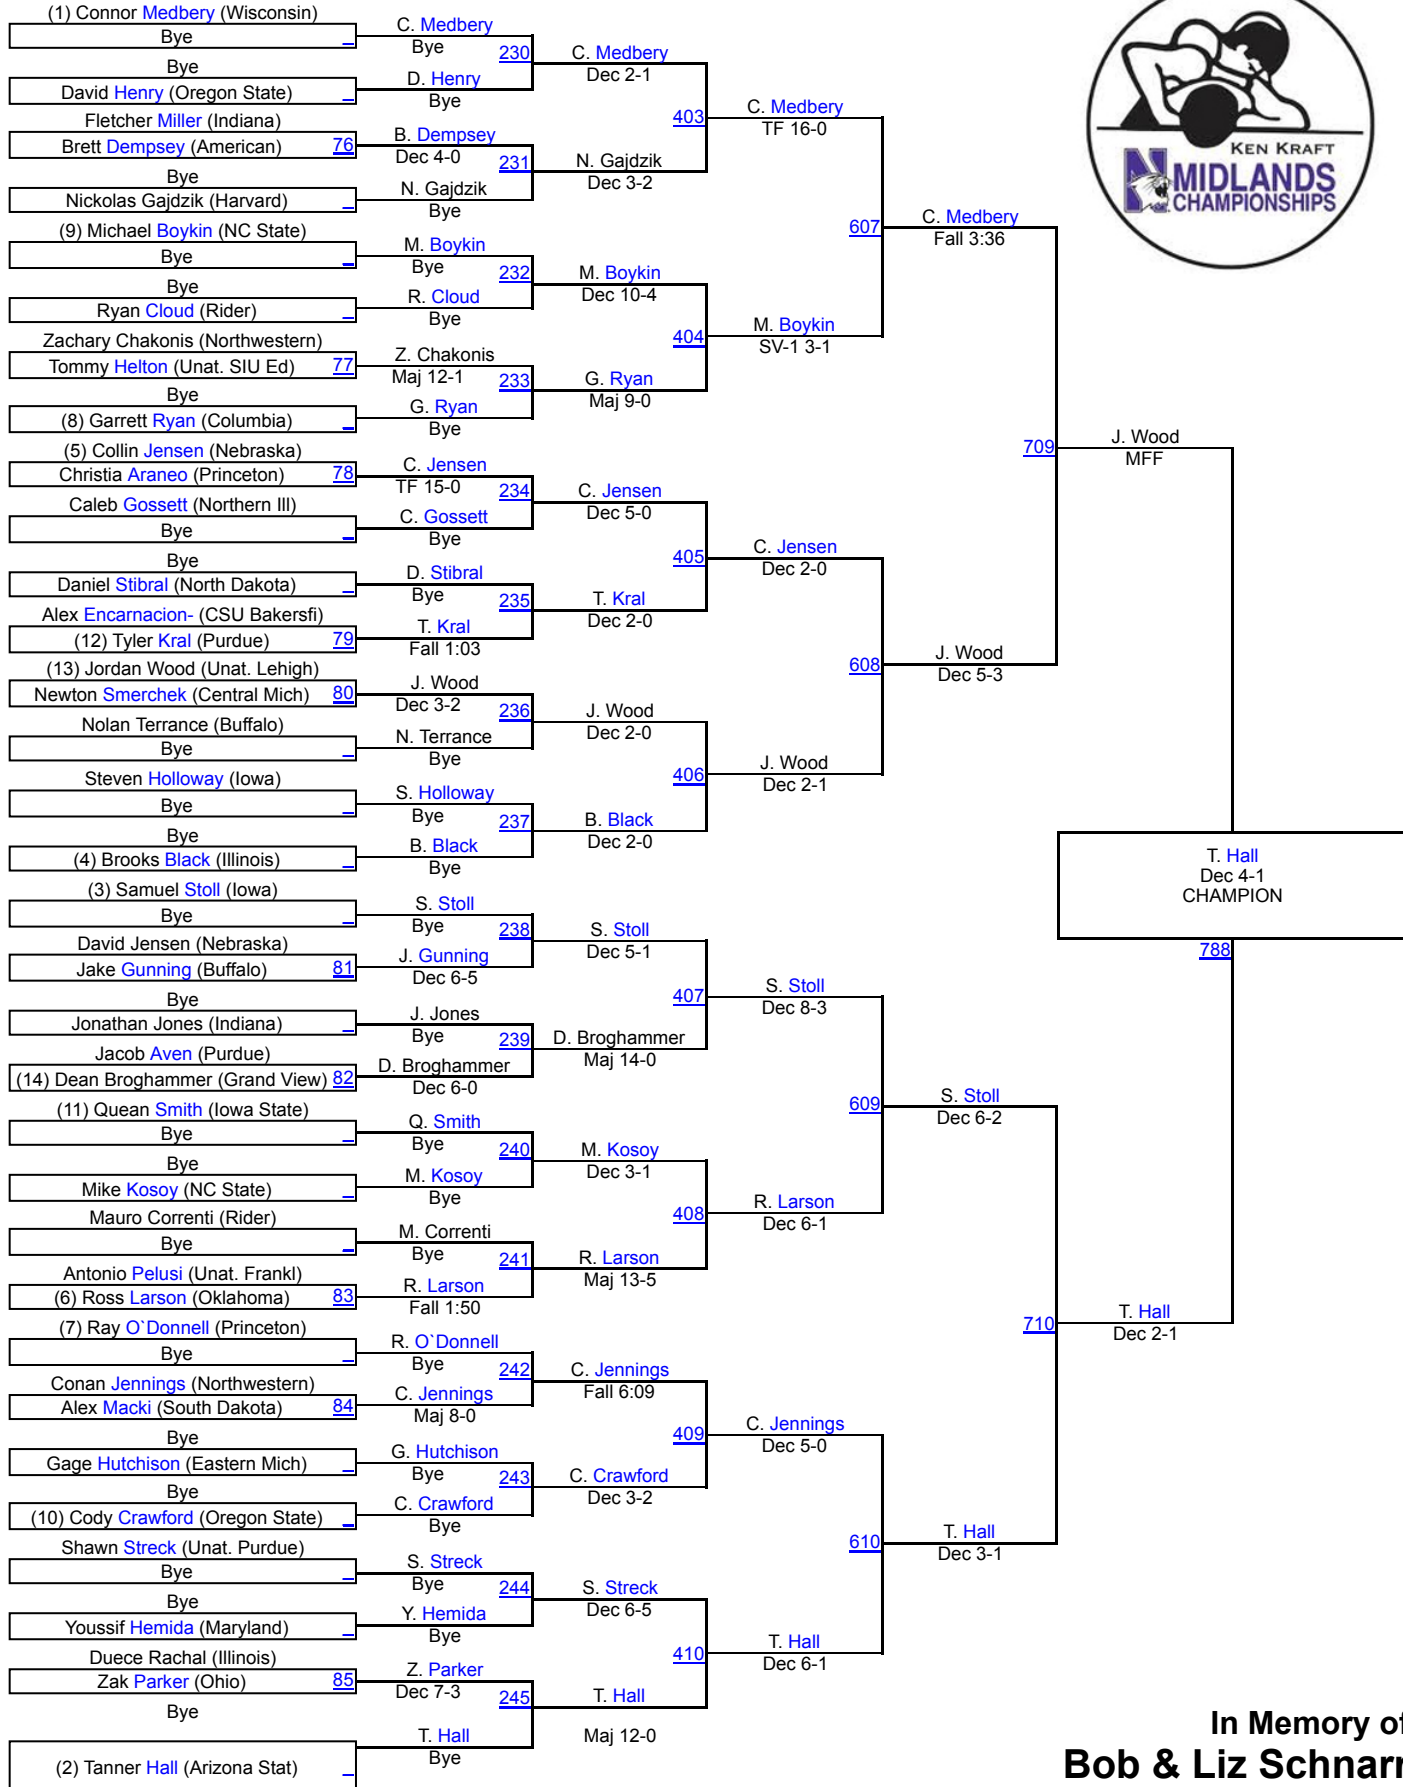 (1) Connor Medbery (Wisconsin)
Bye
Bye
David Henry (Oregon State)
Fletcher Miller (Indiana)
Brett Dempsey (American) 76
Bye
Nickolas Gajdzik (Harvard)
(9) Michael Boykin (NC State)
Bye
Bye
Ryan Cloud (Rider)
Zachary Chakonis (Northwestern)
Tommy Helton (Unat. SIU Ed) 77
Bye
(8) Garrett Ryan (Columbia)
(5) Collin Jensen (Nebraska)
Christia Araneo (Princeton) 78
Caleb Gossett (Northern Ill)
Bye
Bye
Daniel Stibral (North Dakota)
Alex Encarnacion- (CSU Bakersfi)
(12) Tyler Kral (Purdue) 79
(13) Jordan Wood (Unat. Lehigh)
Newton Smerchek (Central Mich) 80
Nolan Terrance (Buffalo)
Bye
Steven Holloway (Iowa)
Bye
Bye
(4) Brooks Black (Illinois)
(3) Samuel Stoll (Iowa)
Bye
David Jensen (Nebraska)
Jake Gunning (Buffalo) 81
Bye
Jonathan Jones (Indiana)
Jacob Aven (Purdue)
(14) Dean Broghammer (Grand View) 82
(11) Quean Smith (Iowa State)
Bye
Bye
Mike Kosoy (NC State)
Mauro Correnti (Rider)
Bye
Antonio Pelusi (Unat. Frankl)
(6) Ross Larson (Oklahoma) 83
(7) Ray O`Donnell (Princeton)
Bye
Conan Jennings (Northwestern)
Alex Macki (South Dakota) 84
Bye
Gage Hutchison (Eastern Mich)
Bye
(10) Cody Crawford (Oregon State)
Shawn Streck (Unat. Purdue)
Bye
Bye
Youssif Hemida (Maryland)
Duece Rachal (Illinois)
Zak Parker (Ohio) 85
Bye
(2) Tanner Hall (Arizona Stat)
C. Medbery
Bye
230
D. Henry
Bye
B. Dempsey
Dec 4-0
231
N. Gajdzik
Bye
M. Boykin
Bye
232
R. Cloud
Bye
Z. Chakonis
Maj 12-1
233
G. Ryan
Bye
C. Jensen
TF 15-0
234
C. Gossett
Bye
D. Stibral
Bye
235
T. Kral
Fall 1:03
J. Wood
Dec 3-2
236
N. Terrance
Bye
S. Holloway
Bye
237
B. Black
Bye
S. Stoll
Bye
238
J. Gunning
Dec 6-5
J. Jones
Bye
239
D. Broghammer
Dec 6-0
Q. Smith
Bye
240
M. Kosoy
Bye
M. Correnti
Bye
241
R. Larson
Fall 1:50
R. O`Donnell
Bye
242
C. Jennings
Maj 8-0
G. Hutchison
Bye
243
C. Crawford
Bye
S. Streck
Bye
244
Y. Hemida
Bye
Z. Parker
Dec 7-3
245
T. Hall
Bye
C. Medbery
Dec 2-1
403
N. Gajdzik
Dec 3-2
M. Boykin
Dec 10-4
404
G. Ryan
Maj 9-0
C. Jensen
Dec 5-0
405
T. Kral
Dec 2-0
J. Wood
Dec 2-0
406
B. Black
Dec 2-0
S. Stoll
Dec 5-1
407
D. Broghammer
Maj 14-0
M. Kosoy
Dec 3-1
408
R. Larson
Maj 13-5
C. Jennings
Fall 6:09
409
C. Crawford
Dec 3-2
S. Streck
Dec 6-5
410
T. Hall
Maj 12-0
C. Medbery
TF 16-0
607
M. Boykin
SV-1 3-1
C. Jensen
Dec 2-0
608
J. Wood
Dec 2-1
S. Stoll
Dec 8-3
609
R. Larson
Dec 6-1
C. Jennings
Dec 5-0
610
T. Hall
Dec 6-1
C. Medbery
Fall 3:36
709
J. Wood
Dec 5-3
S. Stoll
Dec 6-2
710
T. Hall
Dec 3-1
J. Wood
MFF
T. Hall
Dec 4-1
CHAMPION
788
T. Hall
Dec 2-1
KEN KRAFT
N MIDLANDS
CHAMPIONSHIPS
In Memory of
Bob & Liz Schnarr